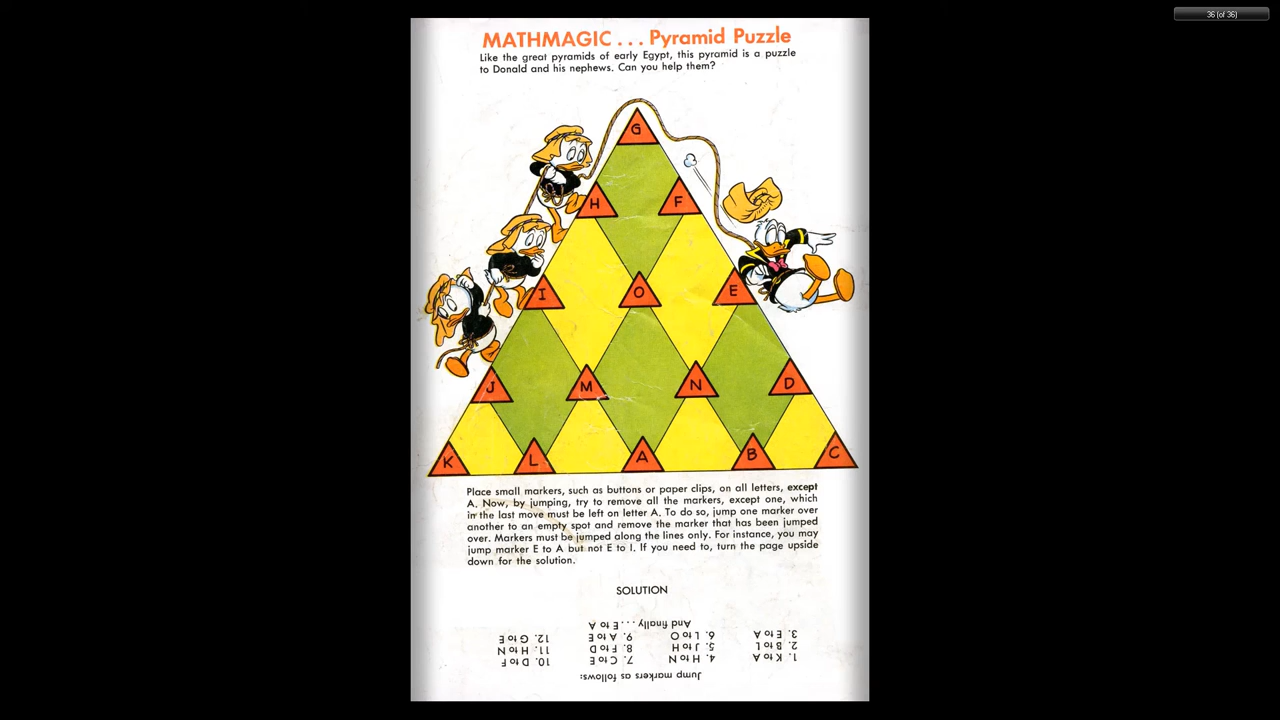 36 (of 36)
MATHMAGIC . . . Pyramid Puzzle
Like the great pyramids of early Egypt, this pyramid is a puzzle
to Donald and his nephews. Can you help them?
G
H F
I O E
J M N D
K L A B C
Place small markers, such as buttons or paper clips, on all letters, except
A. Now, by jumping, try to remove all the markers, except one, which
in the last move must be left on letter A. To do so, jump one marker over
another to an empty spot and remove the marker that has been jumped
over. Markers must be jumped along the lines only. For instance, you may
jump marker E to A but not E to I. If you need to, turn the page upside
down for the solution.
SOLUTION
Jump markers as follows:
1. K to A 4. H to N 7. C to E 10. D to F
2. B to L 5. J to H 8. F to D 11. H to N
3. E to A 6. L to O 9. A to E 12. G to E
And finally . . . E to A